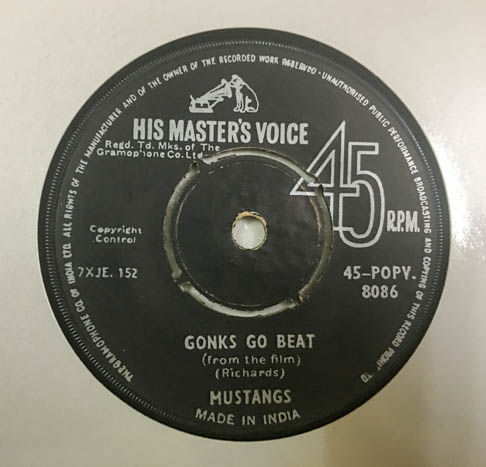 THE GRAMOPHONE CO. OF INDIA LTD. ALL RIGHTS OF THE MANUFACTURER AND OF THE OWNER OF THE RECORDED WORK RESERVED · UNAUTHORISED PUBLIC PERFORMANCE BROADCASTING AND COPYING OF THIS RECORD PROHI TD
HIS MASTER'S VOICE
Regd. Td. Mks. of The
Gramophone Co. Ltd
45
R.P.M.
Copyright
Control
7XJE. 152
45-POPV.
8086
GONKS GO BEAT
(from the film)
(Richards)
MUSTANGS
MADE IN INDIA